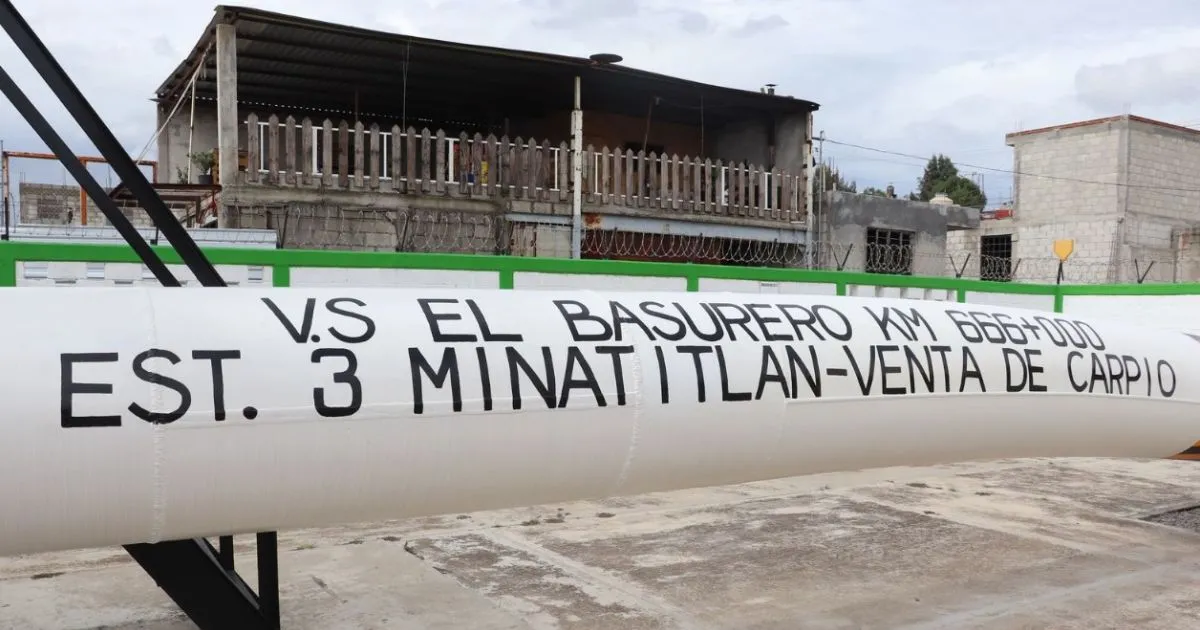 V.S EL BASURERO KM 666+000
EST. 3 MINATITLAN-VENTA DE CARPIO